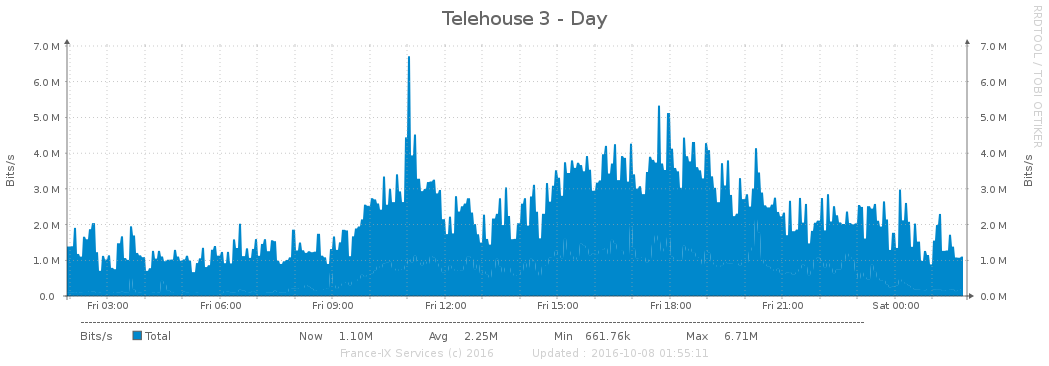 Telehouse 3 - Day
RRDTOOL / TOBI OETIKER
Bits/s
7.0 M 7.0 M
6.0 M 6.0 M
5.0 M 5.0 M
4.0 M 4.0 M
3.0 M 3.0 M
2.0 M 2.0 M
1.0 M 1.0 M
0.0 0.0 M
Bits/s
Fri 03:00 Fri 06:00 Fri 09:00 Fri 12:00 Fri 15:00 Fri 18:00 Fri 21:00 Sat 00:00
Bits/s Total Now 1.10M Avg 2.25M Min 661.76k Max 6.71M
France-IX Services (c) 2016 Updated : 2016-10-08 01:55:11